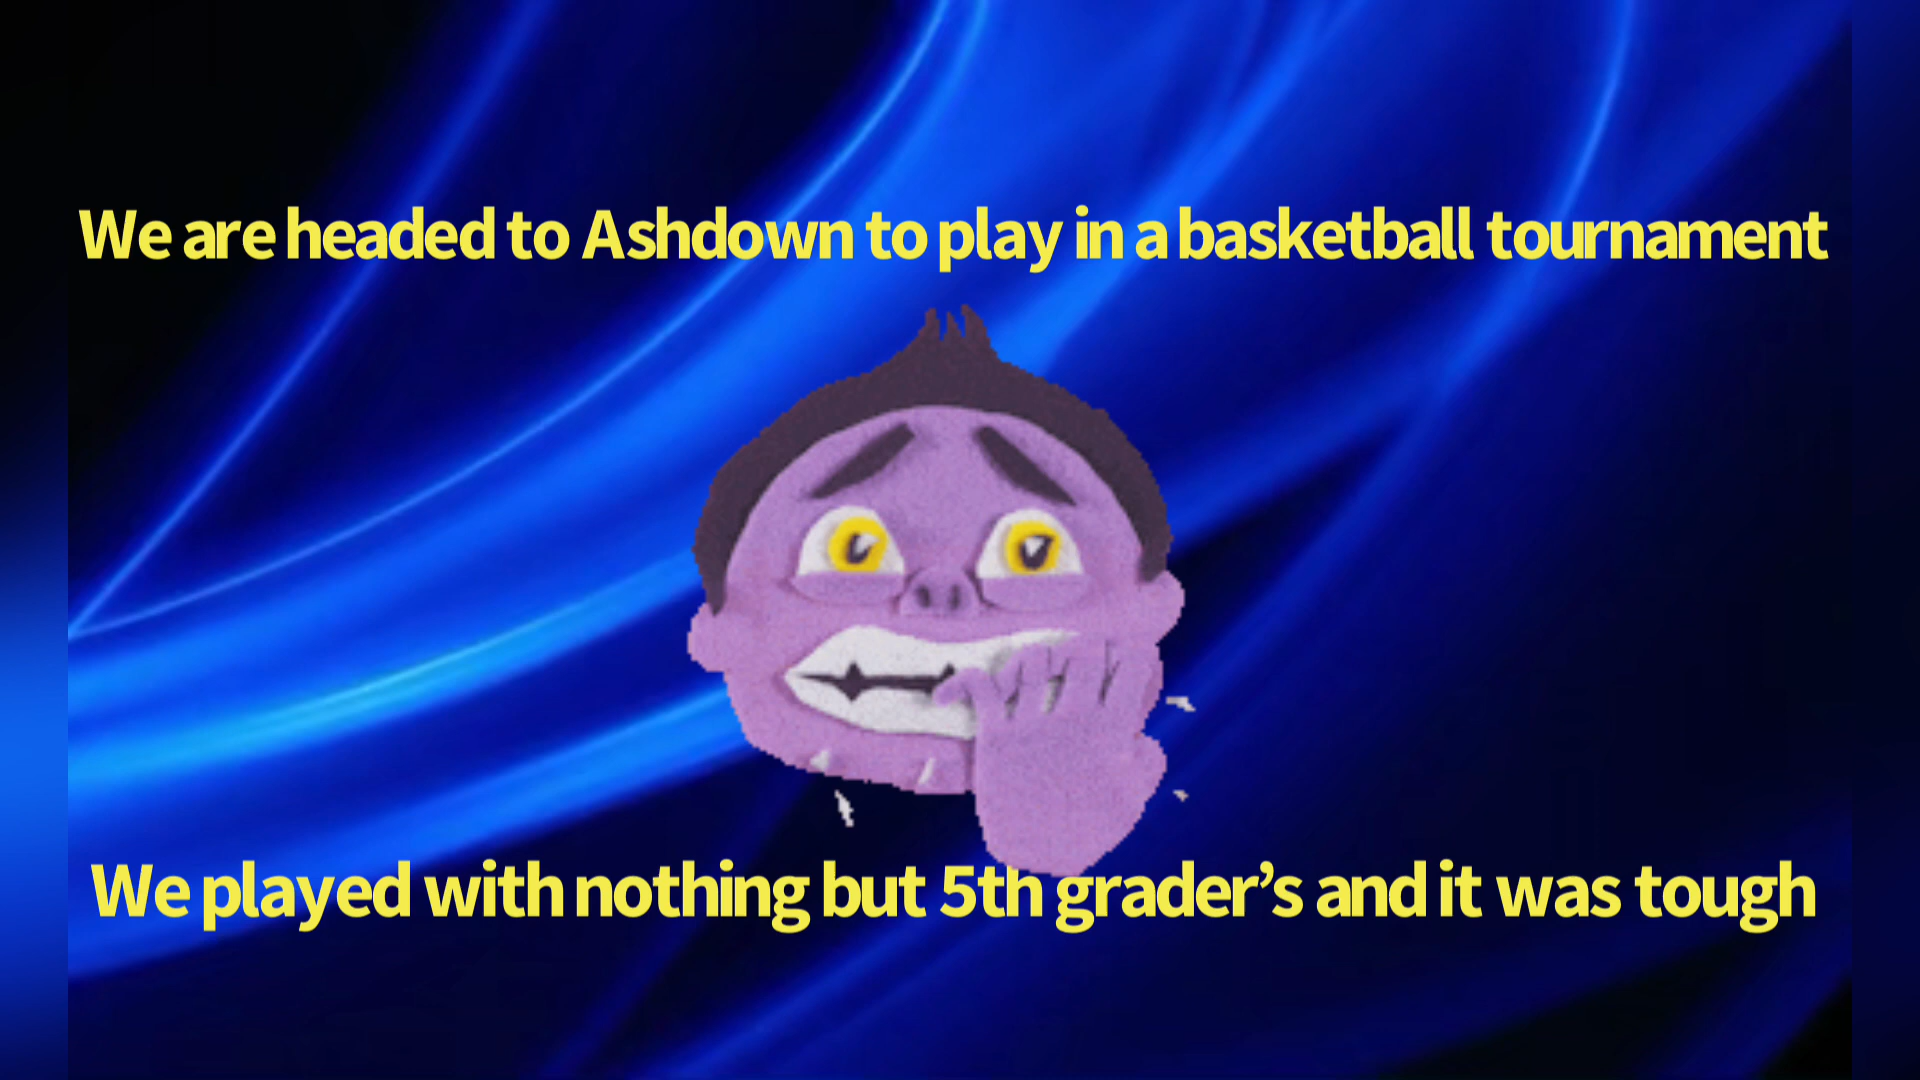 We are headed to Ashdown to play in a basketball tournament
We played with nothing but 5th grader’s and it was tough